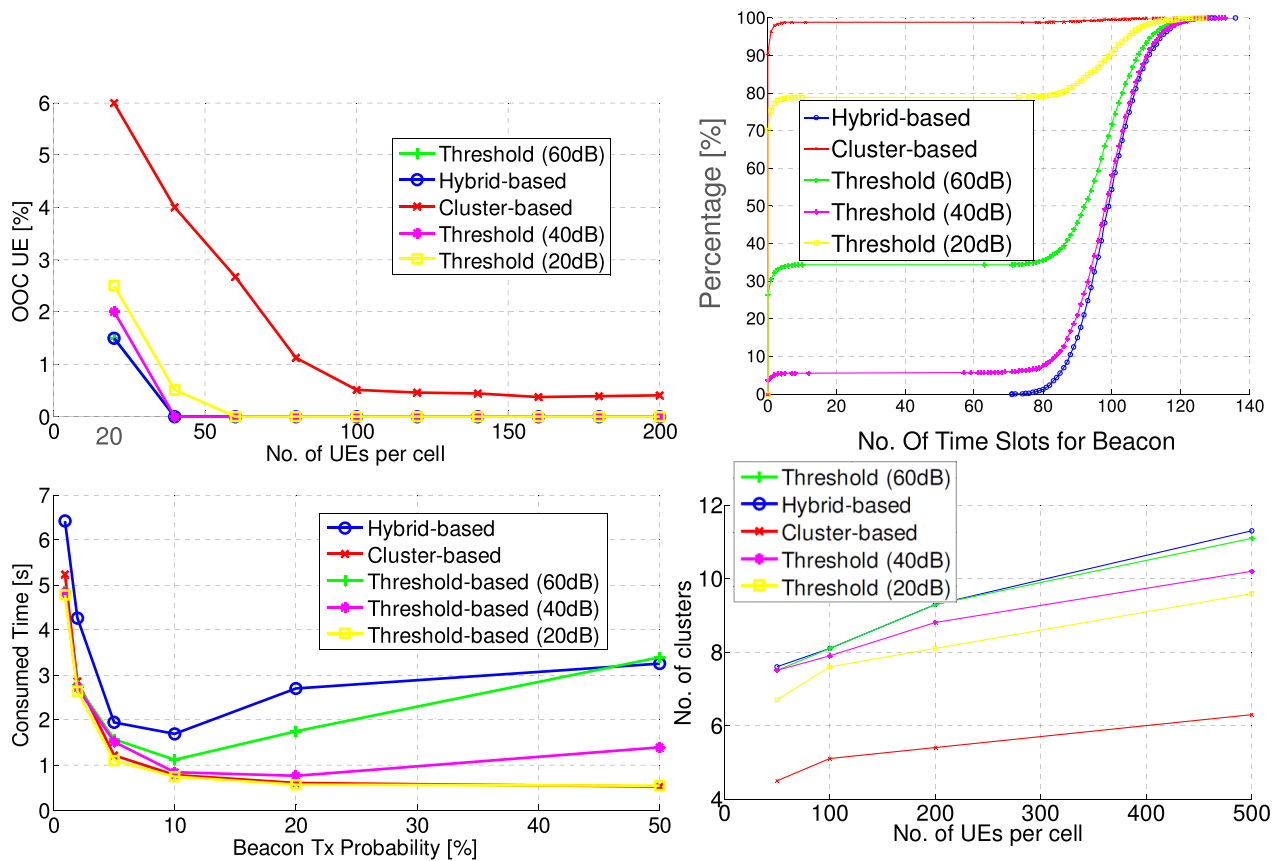 6
5
4
3
2
1
0
OOC UE [%]
Threshold (60dB)
Hybrid-based
Cluster-based
Threshold (40dB)
Threshold (20dB)
0
20
50
100
150
200
No. of UEs per cell
100
90
80
70
60
50
40
30
20
10
0
Percentage [%]
Hybrid-based
Cluster-based
Threshold (60dB)
Threshold (40dB)
Threshold (20dB)
0
20
40
60
80
100
120
140
No. Of Time Slots for Beacon
7
6
5
4
3
2
1
0
Consumed Time [s]
Hybrid-based
Cluster-based
Threshold-based (60dB)
Threshold-based (40dB)
Threshold-based (20dB)
0
10
20
30
40
50
Beacon Tx Probability [%]
12
10
8
6
4
No. of clusters
Threshold (60dB)
Hybrid-based
Cluster-based
Threshold (40dB)
Threshold (20dB)
0
100
200
300
400
500
No. of UEs per cell